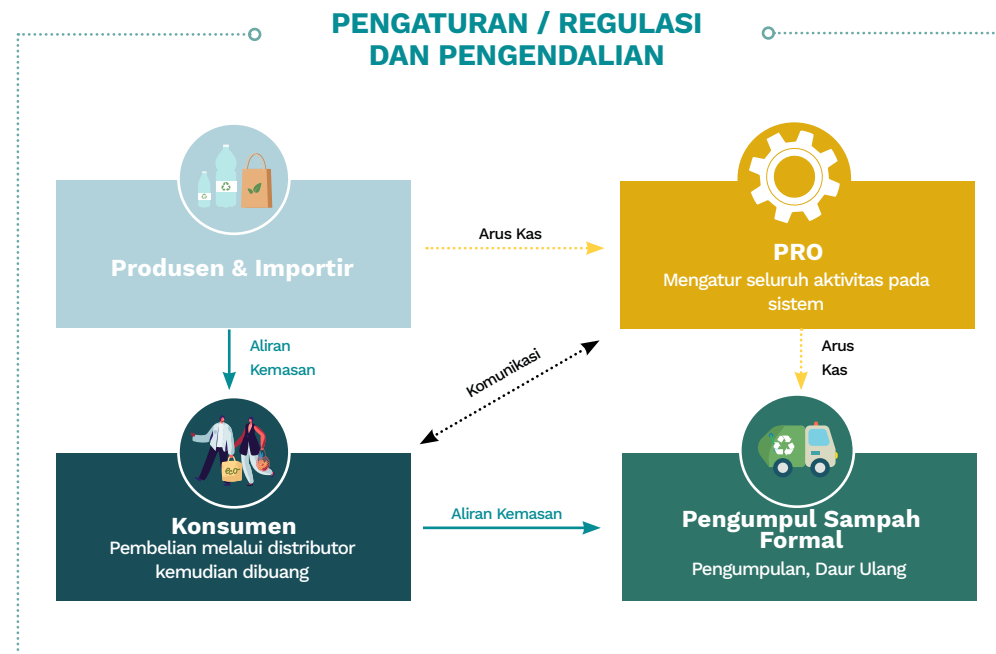 PENGATURAN / REGULASI
DAN PENGENDALIAN
Produsen & Importir
Arus Kas
PRO
Mengatur seluruh aktivitas pada
sistem
Aliran
Kemasan
Komunikasi
Arus
Kas
eco
Konsumen
Pembelian melalui distributor
kemudian dibuang
Aliran Kemasan
Pengumpul Sampah
Formal
Pengumpulan, Daur Ulang